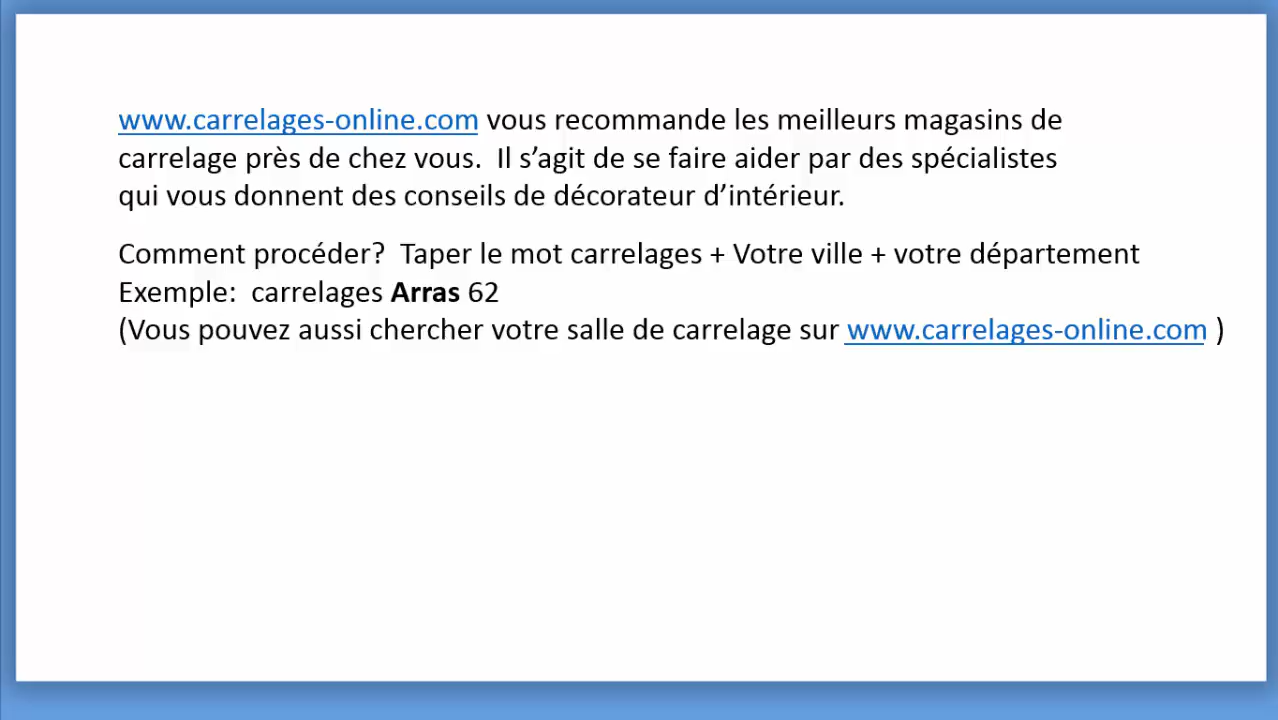 www.carrelages-online.com vous recommande les meilleurs magasins de
carrelage près de chez vous.  Il s’agit de se faire aider par des spécialistes
qui vous donnent des conseils de décorateur d’intérieur.
Comment procéder?  Taper le mot carrelages + Votre ville + votre département
Exemple:  carrelages Arras 62
(Vous pouvez aussi chercher votre salle de carrelage sur www.carrelages-online.com )